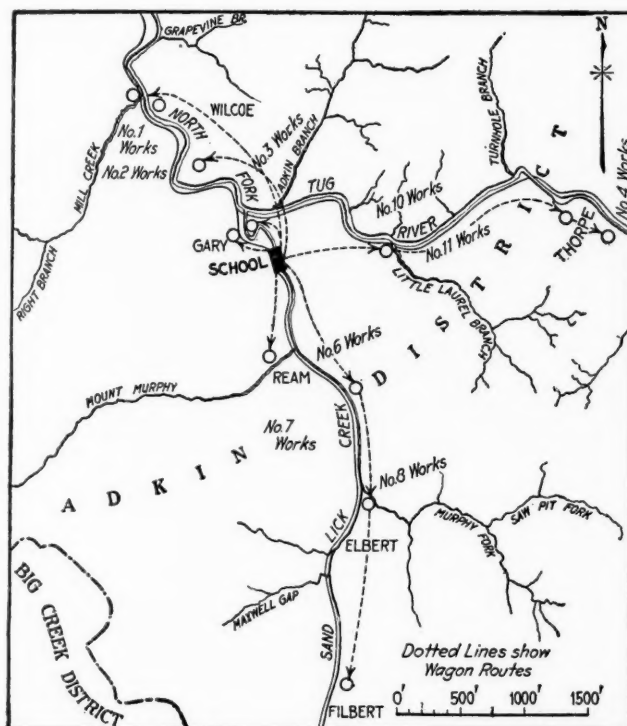 GRAPEVINE BR.
N
WILCOE
NORTH
FORK
No.1
Works
No.2 Works
No.3 Works
ADKIN BRANCH
TURNHOLE BRANCH
MILL CREEK
RIGHT BRANCH
TUG
RIVER
No.10 Works
No.11 Works
No.4 Works
THORPE
GARY
SCHOOL
LITTLE LAUREL
BRANCH
DISTRICT
No.6 Works
REAM
MOUNT MURPHY
No.7
Works
CREEK
ADKIN
No.8 Works
LICK
ELBERT
MURPHY
FORK
SAW PIT FORK
MAXWELL GAP
SAND
BIG CREEK DISTRICT
FILBERT
Dotted Lines show
Wagon Routes
0' 500' 1000' 1500'